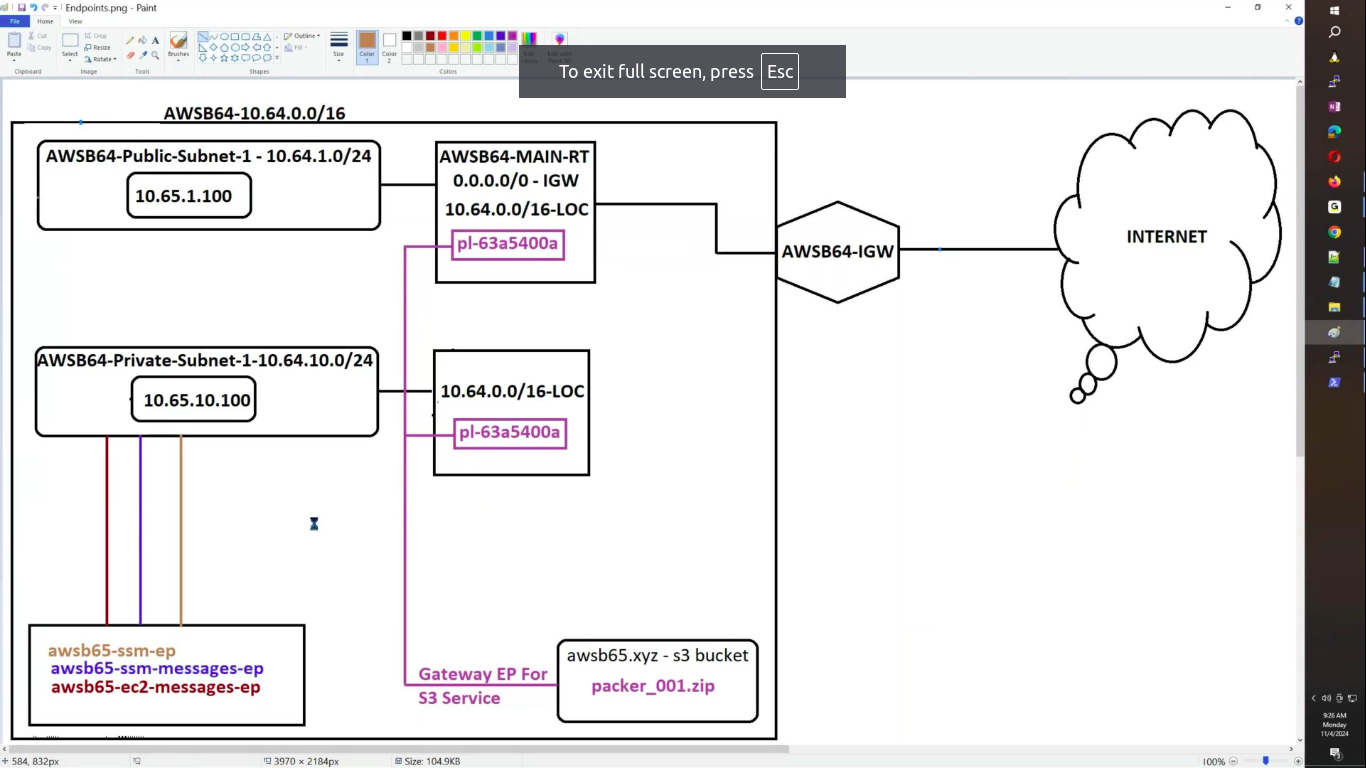 Endpoints.png - Paint
File
Home
View
Paste
Cut
Copy
Clipboard
Select
Crop
Resize
Rotate
Image
Tools
Brushes
Outline
Fill
Shapes
Size
Color
1
Color
2
Colors
To exit full screen, press Esc
AWSB64-10.64.0.0/16
AWSB64-Public-Subnet-1 - 10.64.1.0/24
10.65.1.100
AWSB64-MAIN-RT
0.0.0.0/0 - IGW
10.64.0.0/16-LOC
pl-63a5400a
AWSB64-IGW
INTERNET
AWSB64-Private-Subnet-1-10.64.10.0/24
10.65.10.100
10.64.0.0/16-LOC
pl-63a5400a
awsb65-ssm-ep
awsb65-ssm-messages-ep
awsb65-ec2-messages-ep
Gateway EP For
S3 Service
awsb65.xyz - s3 bucket
packer_001.zip
584, 832px
3970 × 2184px
Size: 104.9KB
100%
9:26 AM
Monday
11/4/2024